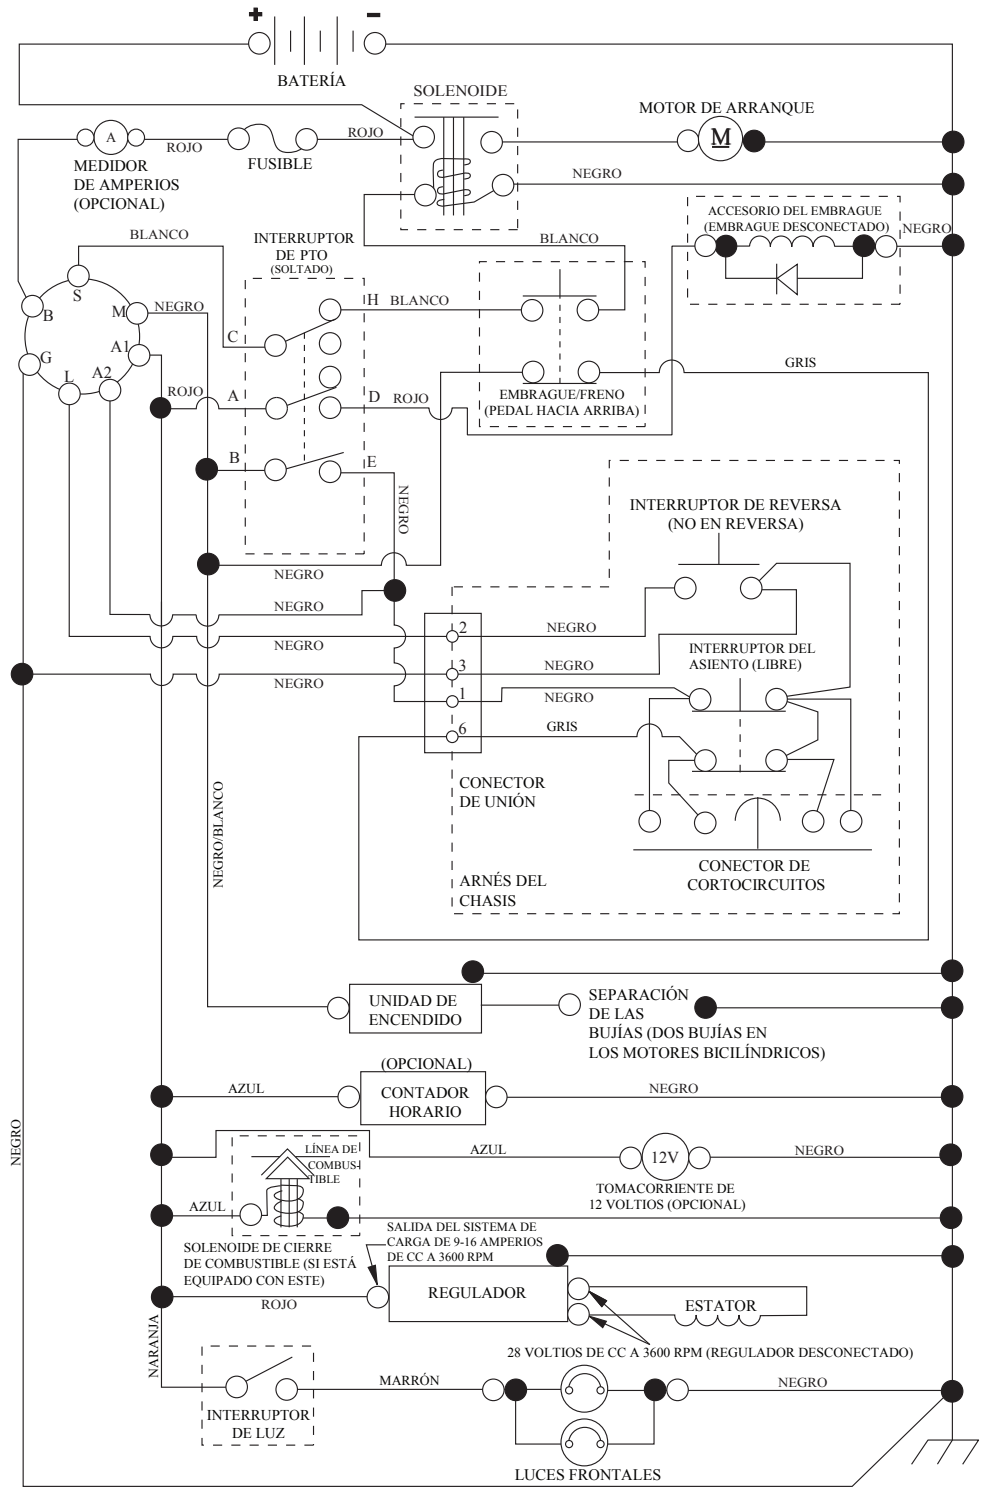 + −
BATERÍA
SOLENOIDE
MOTOR DE ARRANQUE
A
ROJO
FUSIBLE
ROJO
M
MEDIDOR
DE AMPERIOS
(OPCIONAL)
NEGRO
ACCESORIO DEL EMBRAGUE
(EMBRAGUE DESCONECTADO)
NEGRO
BLANCO
INTERRUPTOR
DE PTO
(SOLTADO)
BLANCO
S
B
M
NEGRO
H
BLANCO
C
A1
G
L
A2
GRIS
ROJO
A
D
ROJO
EMBRAGUE/FRENO
(PEDAL HACIA ARRIBA)
B
E
NEGRO
INTERRUPTOR DE REVERSA
(NO EN REVERSA)
NEGRO
NEGRO
2
NEGRO
NEGRO
INTERRUPTOR DEL
ASIENTO (LIBRE)
3
NEGRO
NEGRO
1
NEGRO
6
GRIS
CONECTOR
DE UNIÓN
NEGRO/BLANCO
CONECTOR DE
CORTOCIRCUITOS
ARNÉS DEL
CHASIS
UNIDAD DE
ENCENDIDO
SEPARACIÓN
DE LAS
BUJÍAS (DOS BUJÍAS EN
LOS MOTORES BICILÍNDRICOS)
(OPCIONAL)
AZUL
CONTADOR
HORARIO
NEGRO
NEGRO
LÍNEA DE
COMBUS-
TIBLE
AZUL
12V
NEGRO
TOMACORRIENTE DE
12 VOLTIOS (OPCIONAL)
AZUL
SALIDA DEL SISTEMA DE
CARGA DE 9-16 AMPERIOS
DE CC A 3600 RPM
SOLENOIDE DE CIERRE
DE COMBUSTIBLE (SI ESTÁ
EQUIPADO CON ESTE)
ROJO
REGULADOR
ESTATOR
NARANJA
28 VOLTIOS DE CC A 3600 RPM (REGULADOR DESCONECTADO)
MARRÓN
NEGRO
INTERRUPTOR
DE LUZ
LUCES FRONTALES